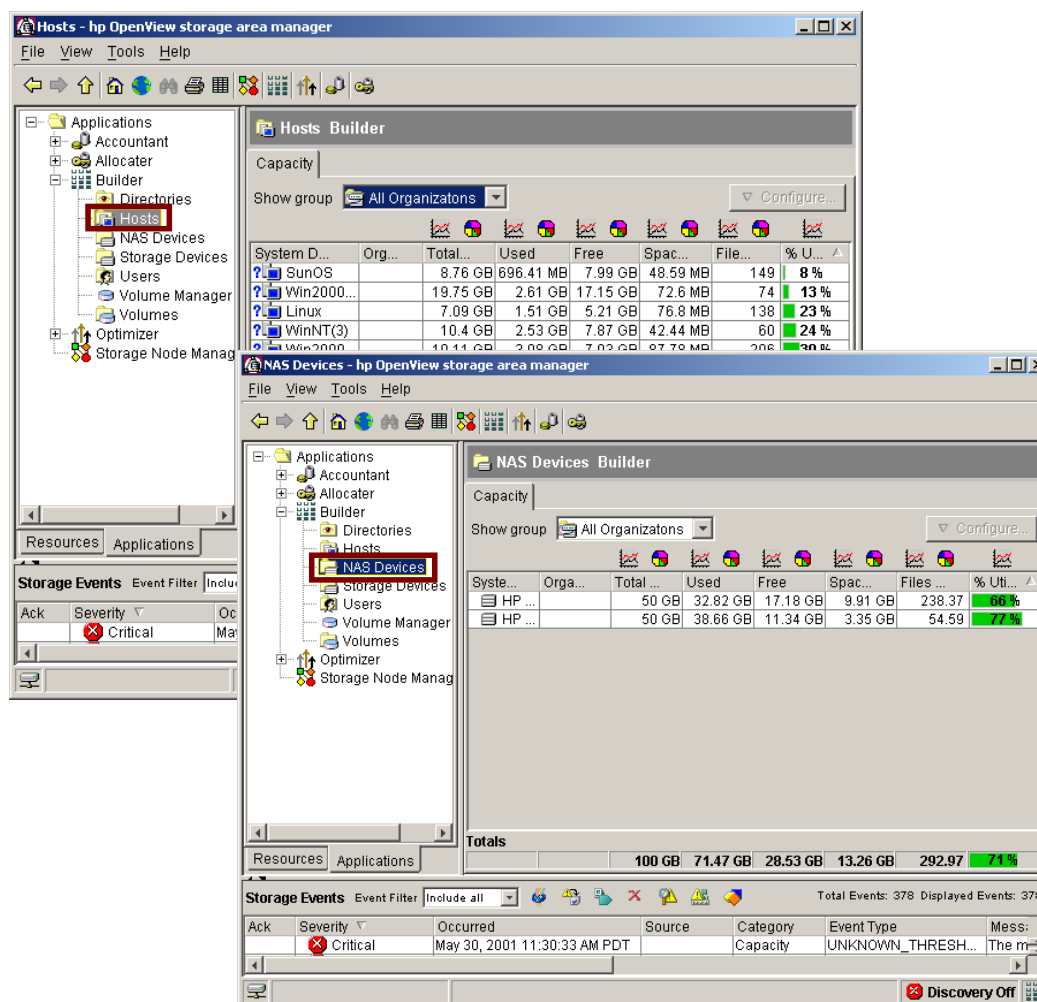 Hosts - hp OpenView storage area manager
File View Tools Help
Applications
Accountant
Allocater
Builder
Directories
Hosts
NAS Devices
Storage Devices
Users
Volume Manager
Volumes
Optimizer
Storage Node Manag
Resources Applications
Hosts Builder
Capacity
Show group All Organizatons Configure...
System D... Org... Total... Used Free Spac... File... % U...
SunOS 8.76 GB 696.41 MB 7.99 GB 48.59 MB 149 8 %
Win2000... 19.75 GB 2.61 GB 17.15 GB 72.6 MB 74 13 %
Linux 7.09 GB 1.51 GB 5.21 GB 76.8 MB 138 23 %
WinNT(3) 10.4 GB 2.53 GB 7.87 GB 42.44 MB 60 24 %
Storage Events Event Filter Inclu
Ack Severity Oc
Critical Ma
NAS Devices - hp OpenView storage area manager
File View Tools Help
Applications
Accountant
Allocater
Builder
Directories
Hosts
NAS Devices
Storage Devices
Users
Volume Manager
Volumes
Optimizer
Storage Node Manag
Resources Applications
NAS Devices Builder
Capacity
Show group All Organizatons Configure...
Syste... Orga... Total ... Used Free Spac... Files ... % Uti...
HP ... 50 GB 32.82 GB 17.18 GB 9.91 GB 238.37 66 %
HP ... 50 GB 38.66 GB 11.34 GB 3.35 GB 54.59 77 %
Totals
100 GB 71.47 GB 28.53 GB 13.26 GB 292.97 71 %
Storage Events Event Filter Include all Total Events: 378 Displayed Events: 378
Ack Severity Occurred Source Category Event Type Mess
Critical May 30, 2001 11:30:33 AM PDT Capacity UNKNOWN_THRESH... The m
Discovery Off